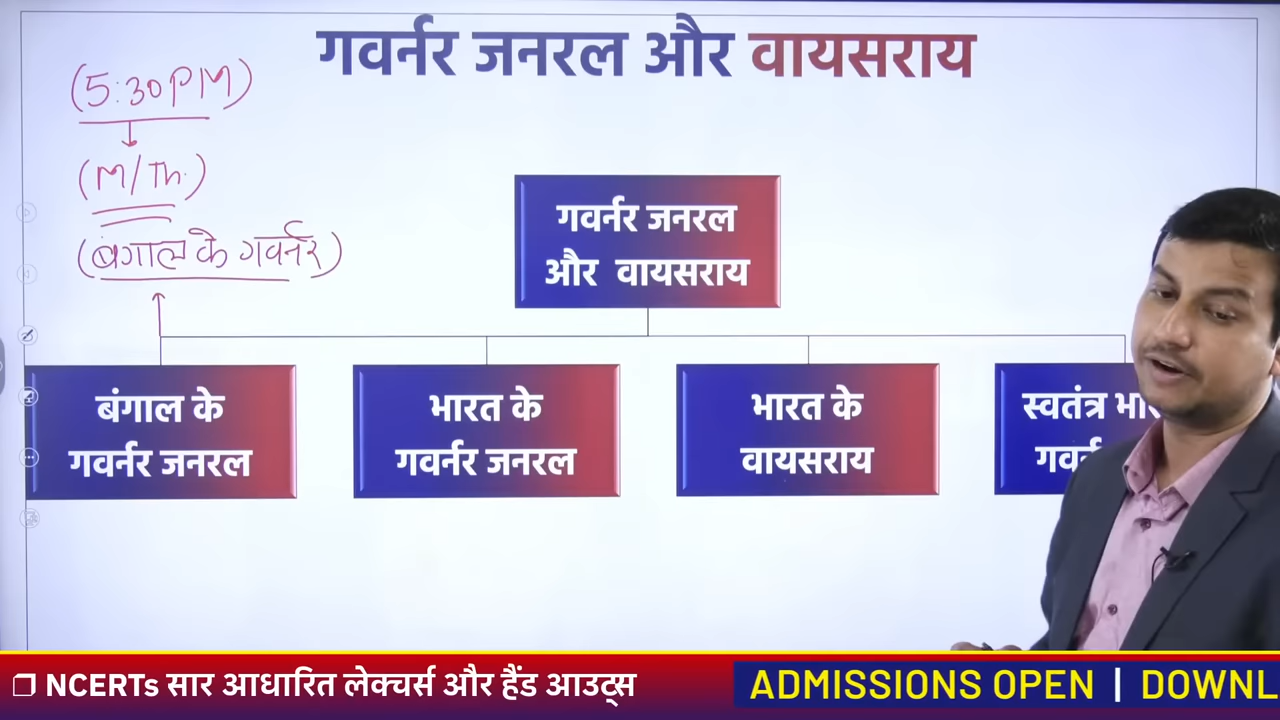 गवर्नर जनरल और वायसराय
(5:30PM)
(M/Th.)
(बंगाल के गवर्नर)
गवर्नर जनरल
और वायसराय
बंगाल के
गवर्नर जनरल
भारत के
गवर्नर जनरल
भारत के
वायसराय
स्वतंत्र
❐ NCERTs सार आधारित लेक्चर्स और हैंड आउट्स
ADMISSIONS OPEN | DOWNL